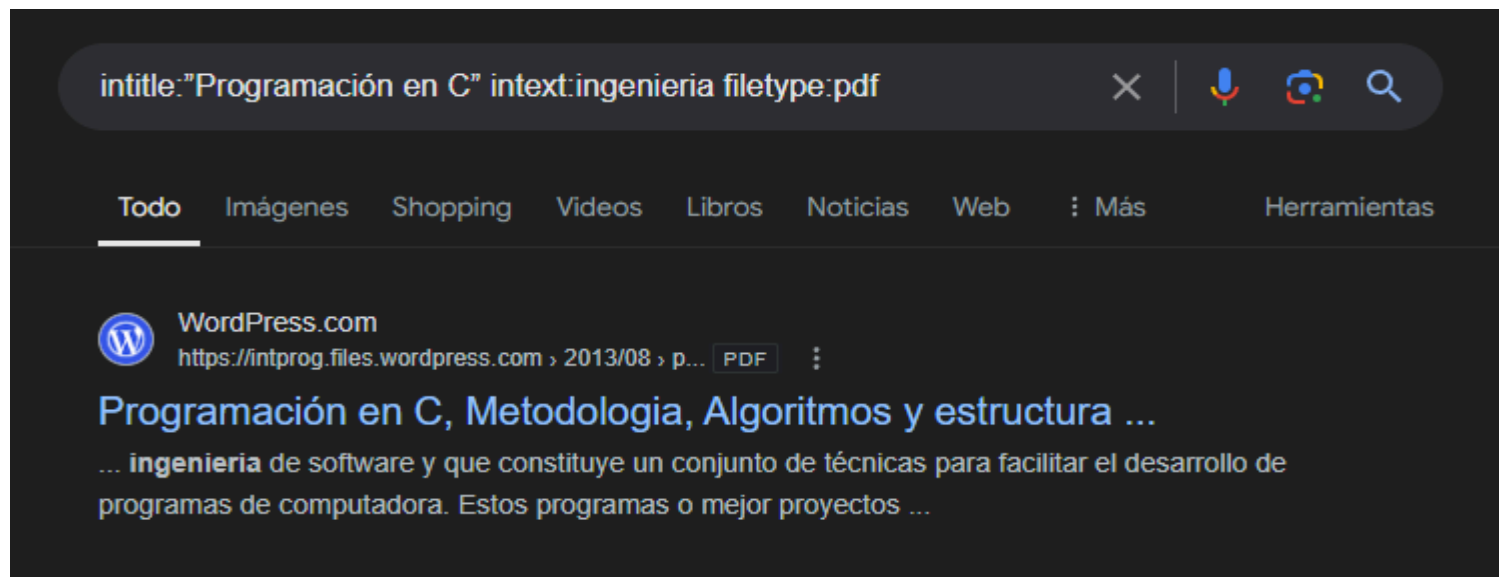 intitle:”Programación en C” intext:ingenieria filetype:pdf
Todo Imágenes Shopping Videos Libros Noticias Web ⋮ Más Herramientas
WordPress.com
https://intprog.files.wordpress.com › 2013/08 › p... PDF
Programación en C, Metodologia, Algoritmos y estructura ...
... ingenieria de software y que constituye un conjunto de técnicas para facilitar el desarrollo de
programas de computadora. Estos programas o mejor proyectos ...